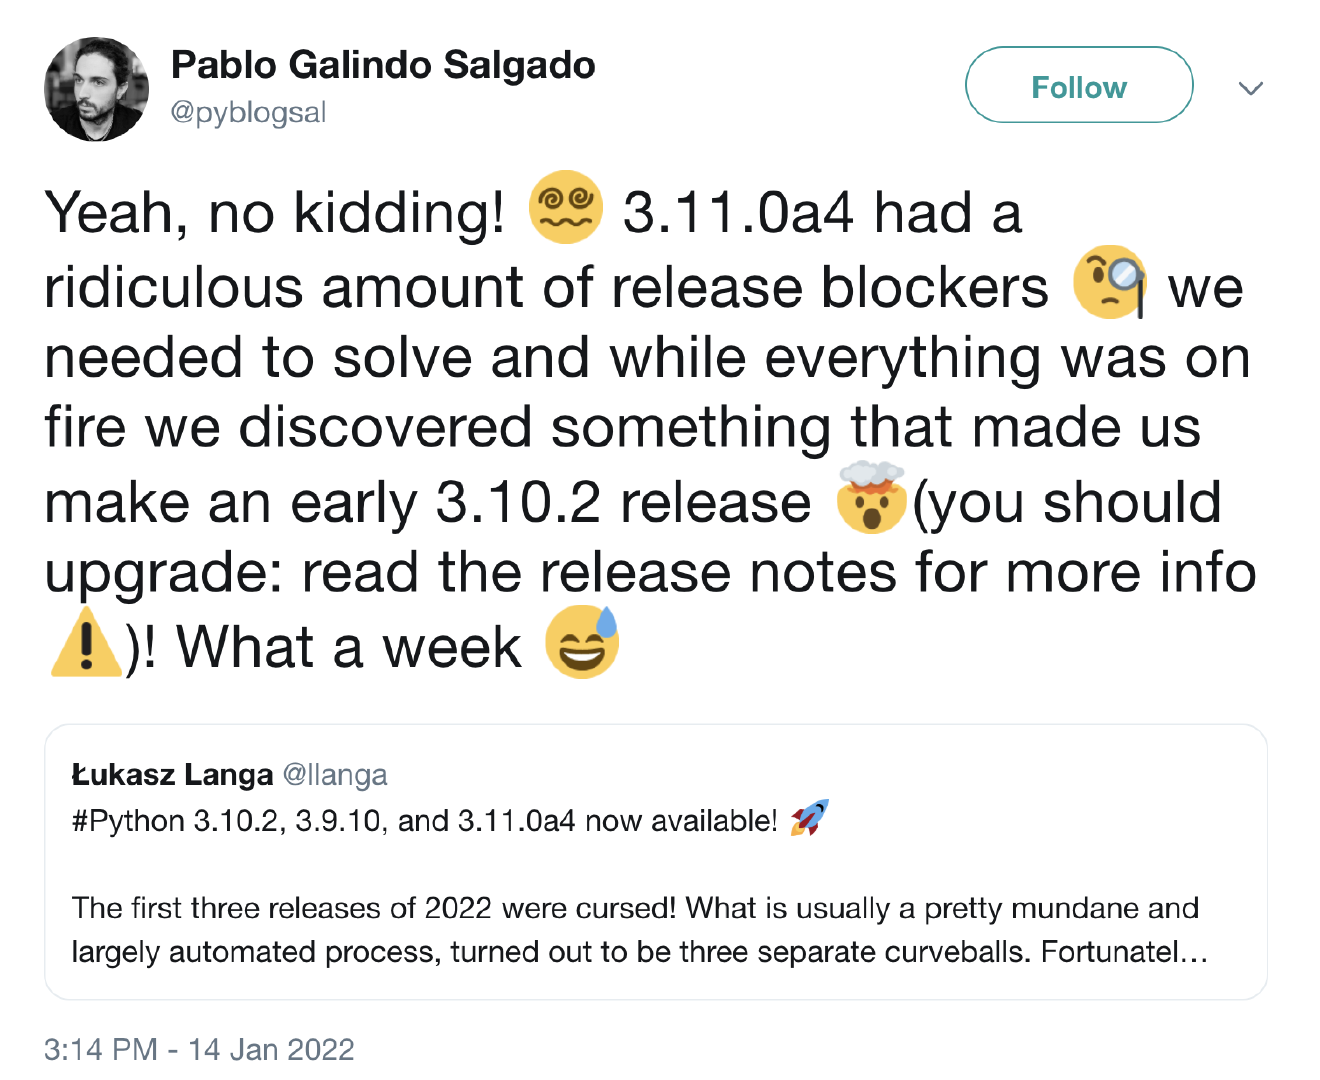 Pablo Galindo Salgado
@pyblogsal
Follow
Yeah, no kidding! 😵‍💫 3.11.0a4 had a
ridiculous amount of release blockers 🧐 we
needed to solve and while everything was on
fire we discovered something that made us
make an early 3.10.2 release 🤯(you should
upgrade: read the release notes for more info
⚠️)! What a week 😅
Łukasz Langa @llanga
#Python 3.10.2, 3.9.10, and 3.11.0a4 now available! 🚀
The first three releases of 2022 were cursed! What is usually a pretty mundane and
largely automated process, turned out to be three separate curveballs. Fortunatel…
3:14 PM - 14 Jan 2022